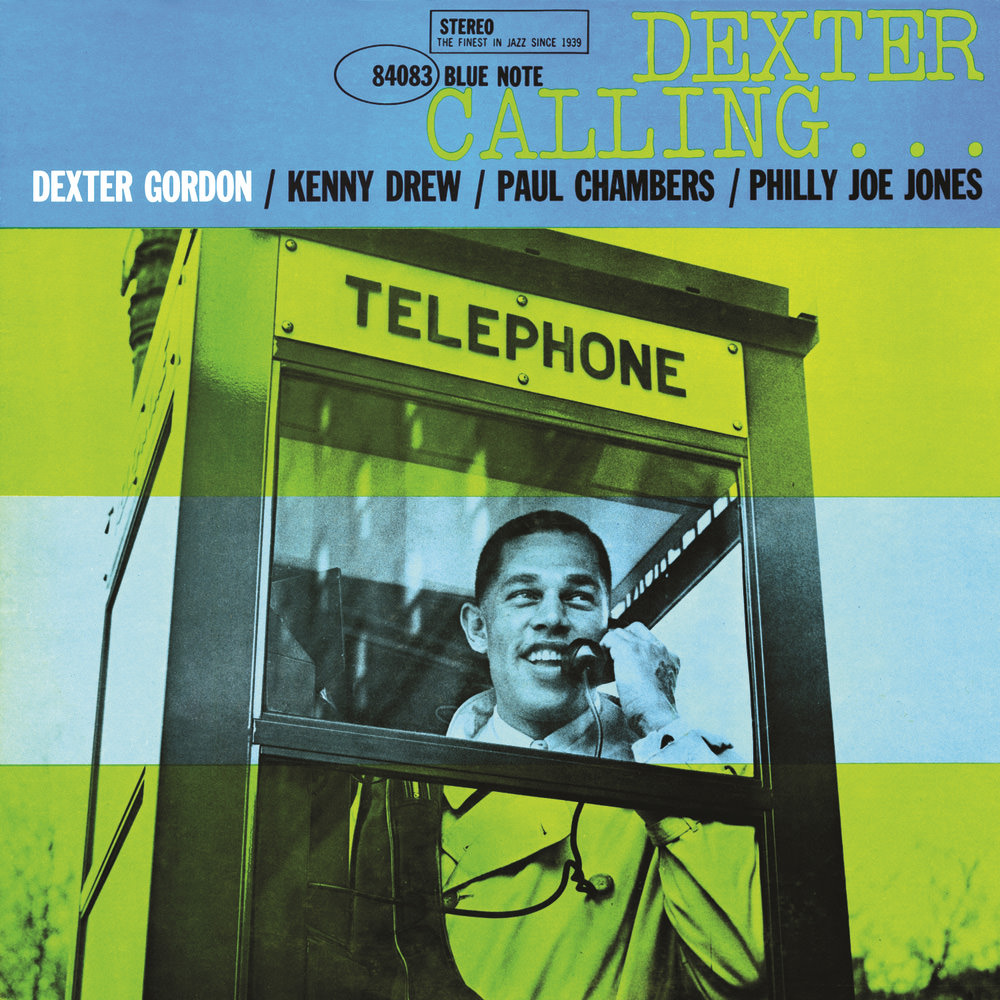 STEREO
THE FINEST IN JAZZ SINCE 1939
84083 BLUE NOTE
DEXTER
CALLING...
DEXTER GORDON / KENNY DREW / PAUL CHAMBERS / PHILLY JOE JONES
TELEPHONE